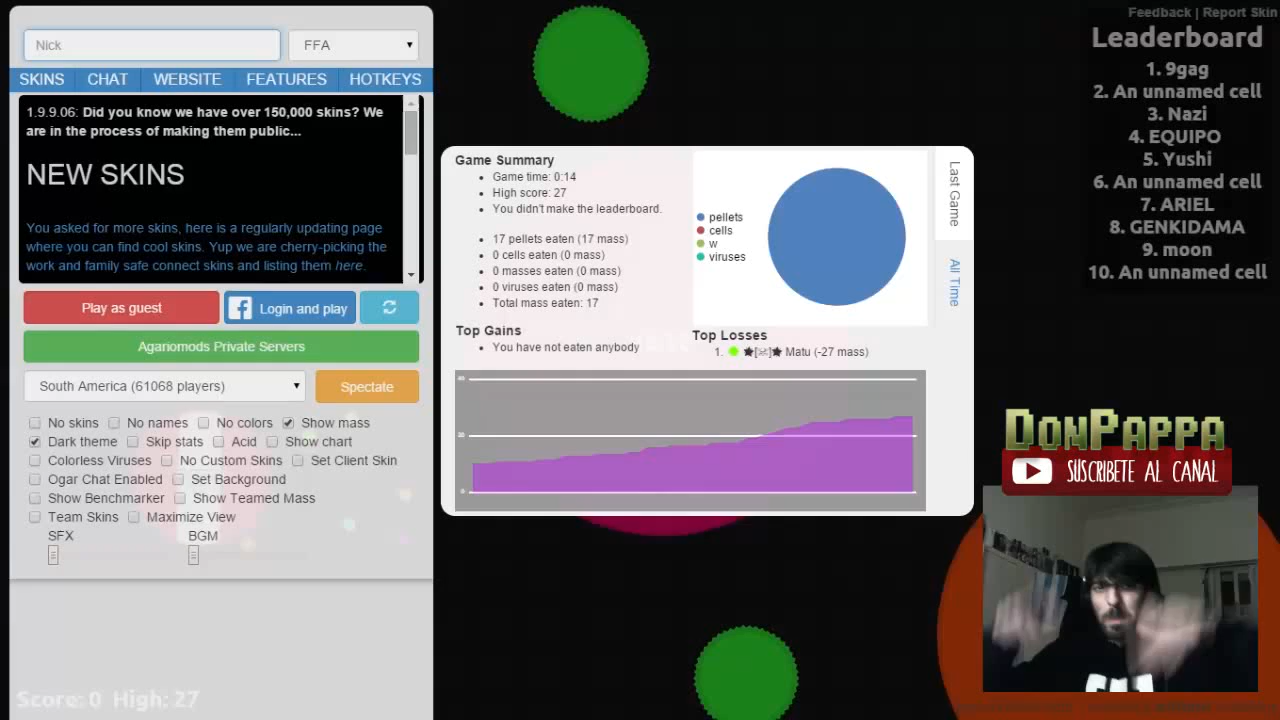 Nick
FFA
SKINS CHAT WEBSITE FEATURES HOTKEYS
1.9.9.06: Did you know we have over 150,000 skins? We
are in the process of making them public...
NEW SKINS
You asked for more skins, here is a regularly updating page
where you can find cool skins. Yup we are cherry-picking the
work and family safe connect skins and listing them here.
Play as guest
Login and play
Agariomods Private Servers
South America (61068 players)
Spectate
No skins No names No colors Show mass
Dark theme Skip stats Acid Show chart
Colorless Viruses No Custom Skins Set Client Skin
Ogar Chat Enabled Set Background
Show Benchmarker Show Teamed Mass
Team Skins Maximize View
SFX BGM
Score: 0 High: 27
Game Summary
Game time: 0:14
High score: 27
You didn't make the leaderboard.
17 pellets eaten (17 mass)
0 cells eaten (0 mass)
0 masses eaten (0 mass)
0 viruses eaten (0 mass)
Total mass eaten: 17
pellets
cells
w
viruses
Last Game
All Time
Top Gains
You have not eaten anybody
Top Losses
1. ★[✉]★ Matu (-27 mass)
Feedback | Report Skin
Leaderboard
1. 9gag
2. An unnamed cell
3. Nazi
4. EQUIPO
5. Yushi
6. An unnamed cell
7. ARIEL
8. GENKIDAMA
9. moon
10. An unnamed cell
DONPAPPA
SUSCRIBETE AL CANAL